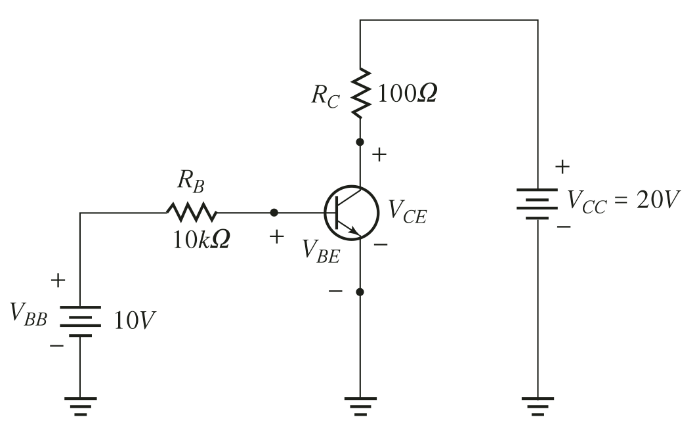 R_C 100Ω
+
R_B
10kΩ
+
V_BE
V_CE
−
−
+
V_CC = 20V
−
+
V_BB 10V
−